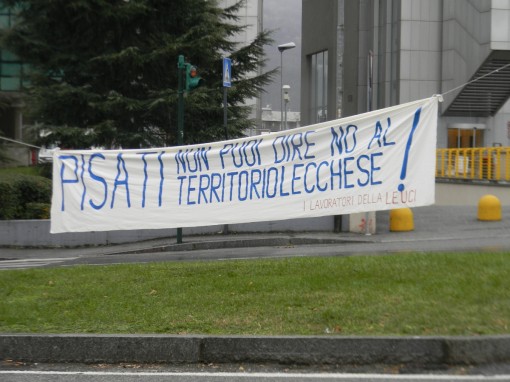 PISATI NON PUOI DIRE NO AL
TERRITORIO LECCHESE !
I LAVORATORI DELLA LEUCI